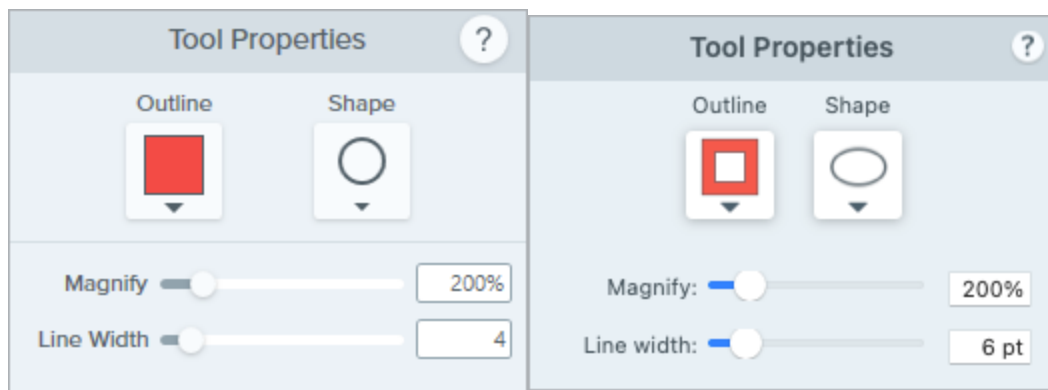 Tool Properties ?
Outline Shape
Magnify 200%
Line Width 4
Tool Properties ?
Outline Shape
Magnify: 200%
Line width: 6 pt